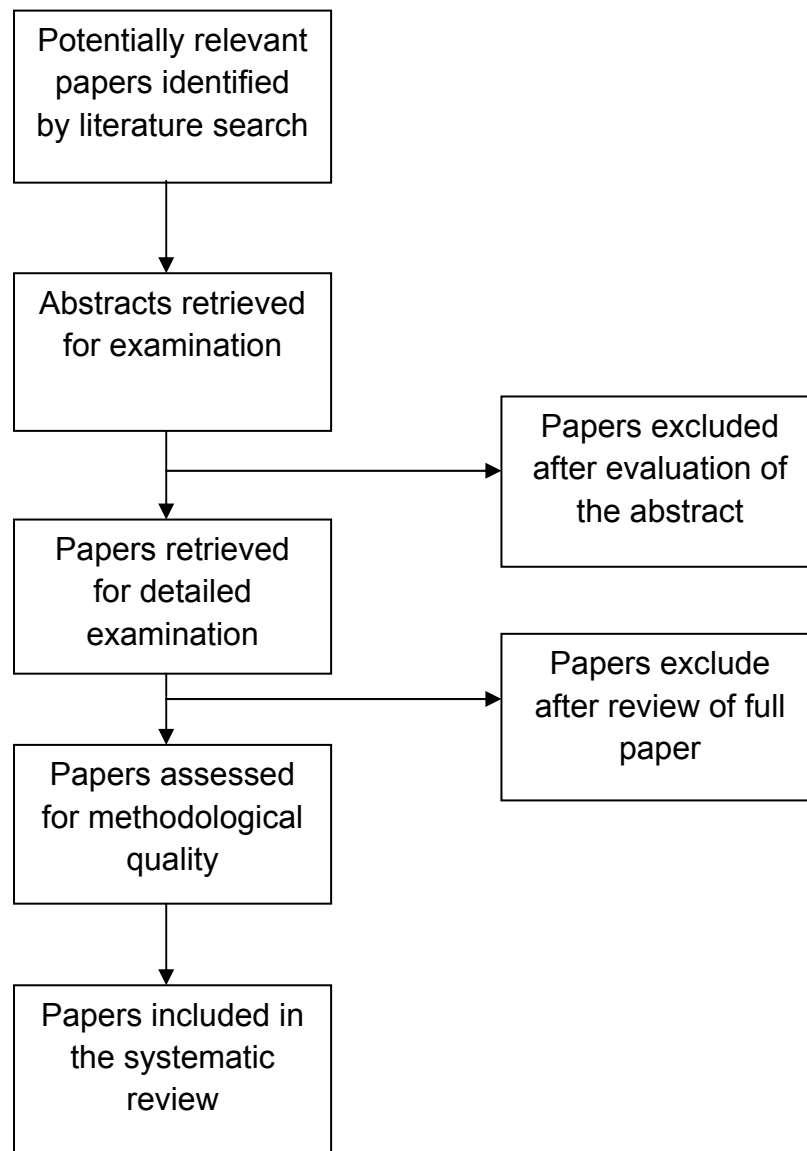 Potentially relevant
papers identified
by literature search
Abstracts retrieved
for examination
Papers excluded
after evaluation of
the abstract
Papers retrieved
for detailed
examination
Papers exclude
after review of full
paper
Papers assessed
for methodological
quality
Papers included in
the systematic
review